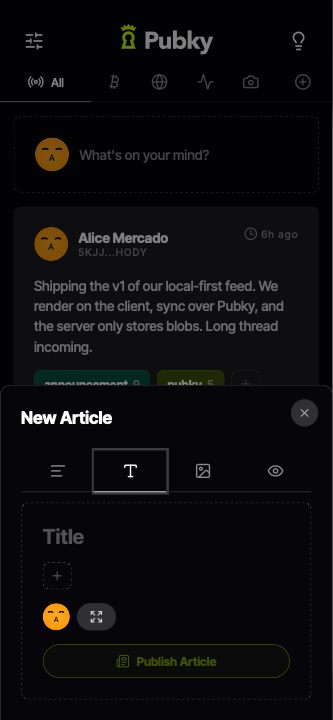 Pubky
All
What's on your mind?
Alice Mercado
5KJJ...HODY
6h ago
Shipping the v1 of our local-first feed. We
render on the client, sync over Pubky, and
the server only stores blobs. Long thread
incoming.
announcement 9
pubky 5
New Article
Title
Publish Article